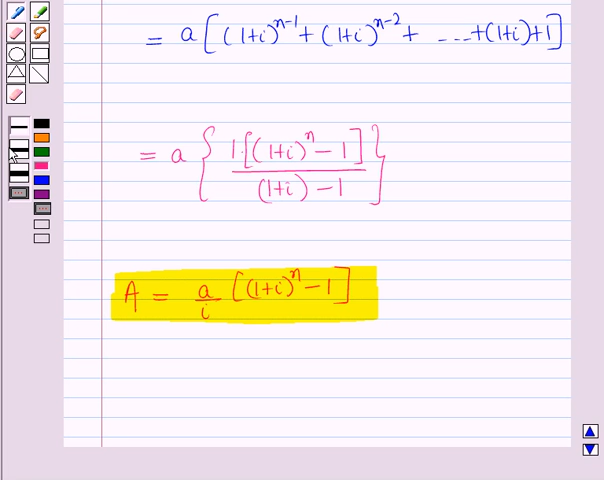 = a [(1+i)^{n-1} + (1+i)^{n-2} + ....+(1+i)+1]
= a { 1·[(1+i)^n - 1] / (1+i) - 1 }
A = a/i [(1+i)^n - 1]